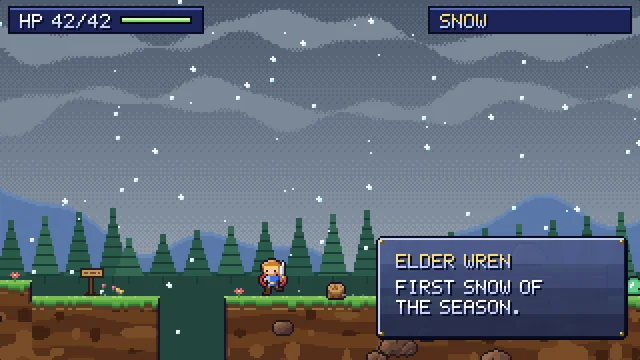 HP 42/42
SNOW
ELDER WREN
FIRST SNOW OF
THE SEASON.